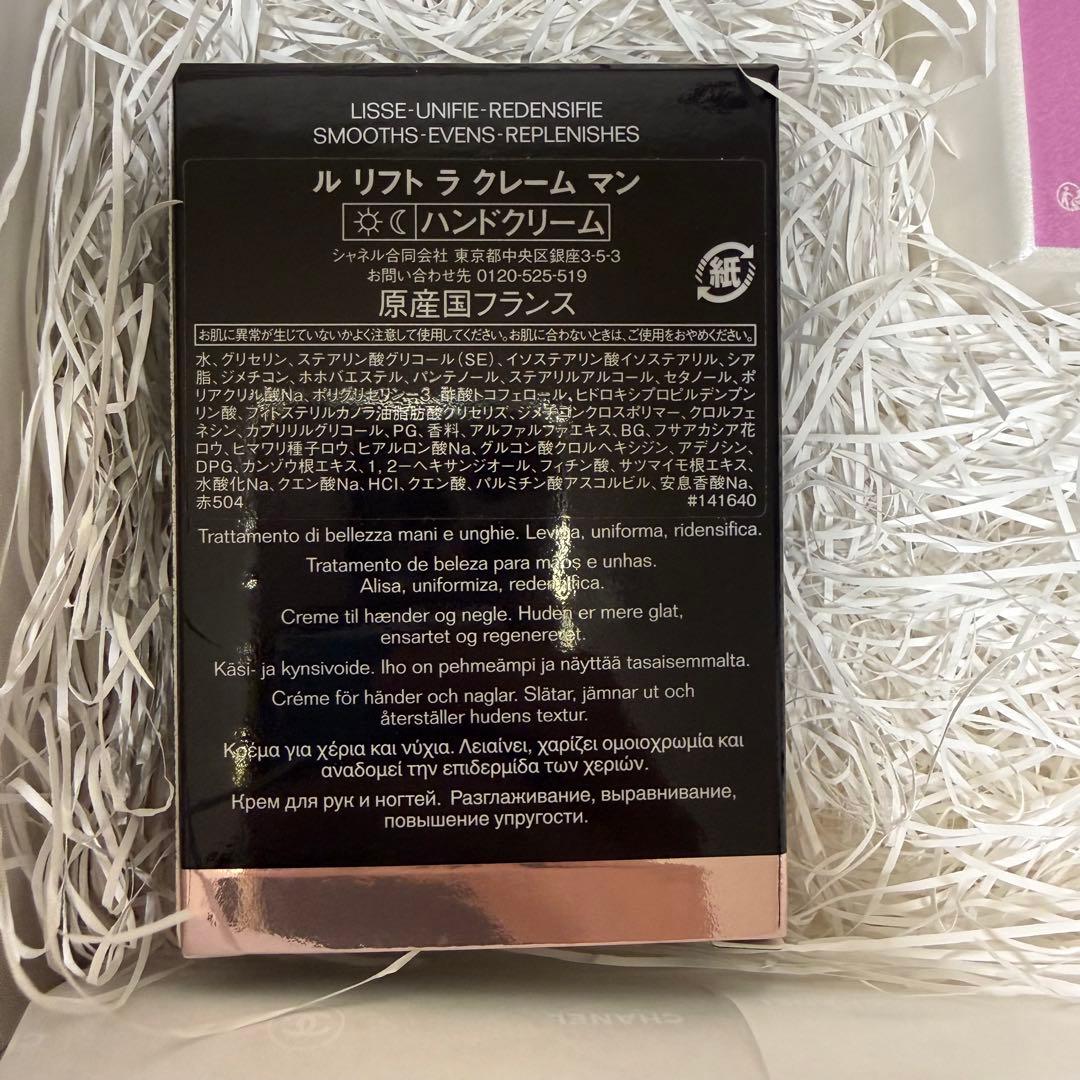 LISSE-UNIFIE-REDENSIFIE
SMOOTHS-EVENS-REPLENISHES
ル リフト ラ クレーム マン
ハンドクリーム
シャネル合同会社 東京都中央区銀座3-5-3
お問い合わせ先 0120-525-519
紙
原産国フランス
お肌に異常が生じていないかよく注意して使用してください。お肌に合わないときは、ご使用をおやめください。
水、グリセリン、ステアリン酸グリコール(SE)、イソステアリン酸イソステアリル、シア
脂、ジメチコン、ホホバエステル、パンテノール、ステアリルアルコール、セタノール、ポ
リアクリル酸Na、ポリグリセリン-3、酢酸トコフェロール、ヒドロキシプロピルデンプン
リン酸、フィトステリルカノラ油脂肪酸グリセリズ、ジメチコンクロスポリマー、クロルフェ
ネシン、カプリリルグリコール、PG、香料、アルファルファエキス、BG、フサアカシア花
ロウ、ヒマワリ種子ロウ、ヒアルロン酸Na、グルコン酸クロルヘキシジン、アデノシン、
DPG、カンゾウ根エキス、1,2-ヘキサンジオール、フィチン酸、サツマイモ根エキス、
水酸化Na、クエン酸Na、HCl、クエン酸、パルミチン酸アスコルビル、安息香酸Na、
赤504 #141640
Trattamento di bellezza mani e unghie. Leviga, uniforma, ridensifica.
Tratamento de beleza para mãos e unhas.
Alisa, uniformiza, redensifica.
Creme til hænder og negle. Huden er mere glat,
ensartet og regenereret.
Käsi- ja kynsivoide. Iho on pehmeämpi ja näyttää tasaisemmalta.
Créme för händer och naglar. Slätar, jämnar ut och
återställer hudens textur.
Κρέμα για χέρια και νύχια. Λειαίνει, χαρίζει ομοιοχρωμία και
αναδομεί την επιδερμίδα των χεριών.
Крем для рук и ногтей. Разглаживание, выравнивание,
повышение упругости.
CHANEL